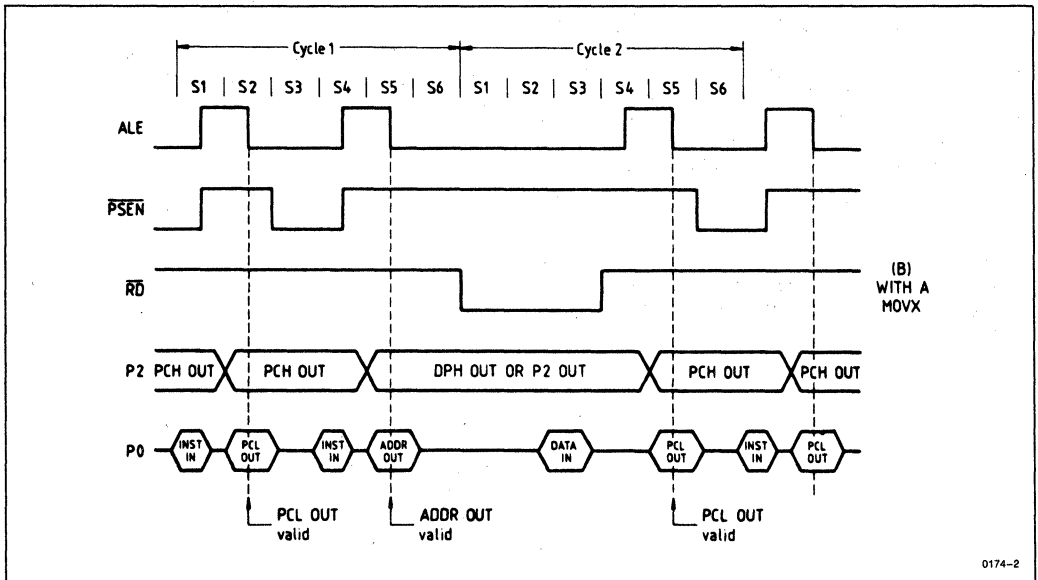 Cycle 1 Cycle 2
S1 | S2 | S3 | S4 | S5 | S6 S1 | S2 | S3 | S4 | S5 | S6
ALE
PSEN
RD
(B)
WITH A
MOVX
P2 PCH OUT PCH OUT DPH OUT OR P2 OUT PCH OUT PCH OUT
P0 INST IN PCL OUT INST IN ADDR OUT DATA IN PCL OUT INST IN PCL OUT
PCL OUT valid ADDR OUT valid PCL OUT valid
0174-2